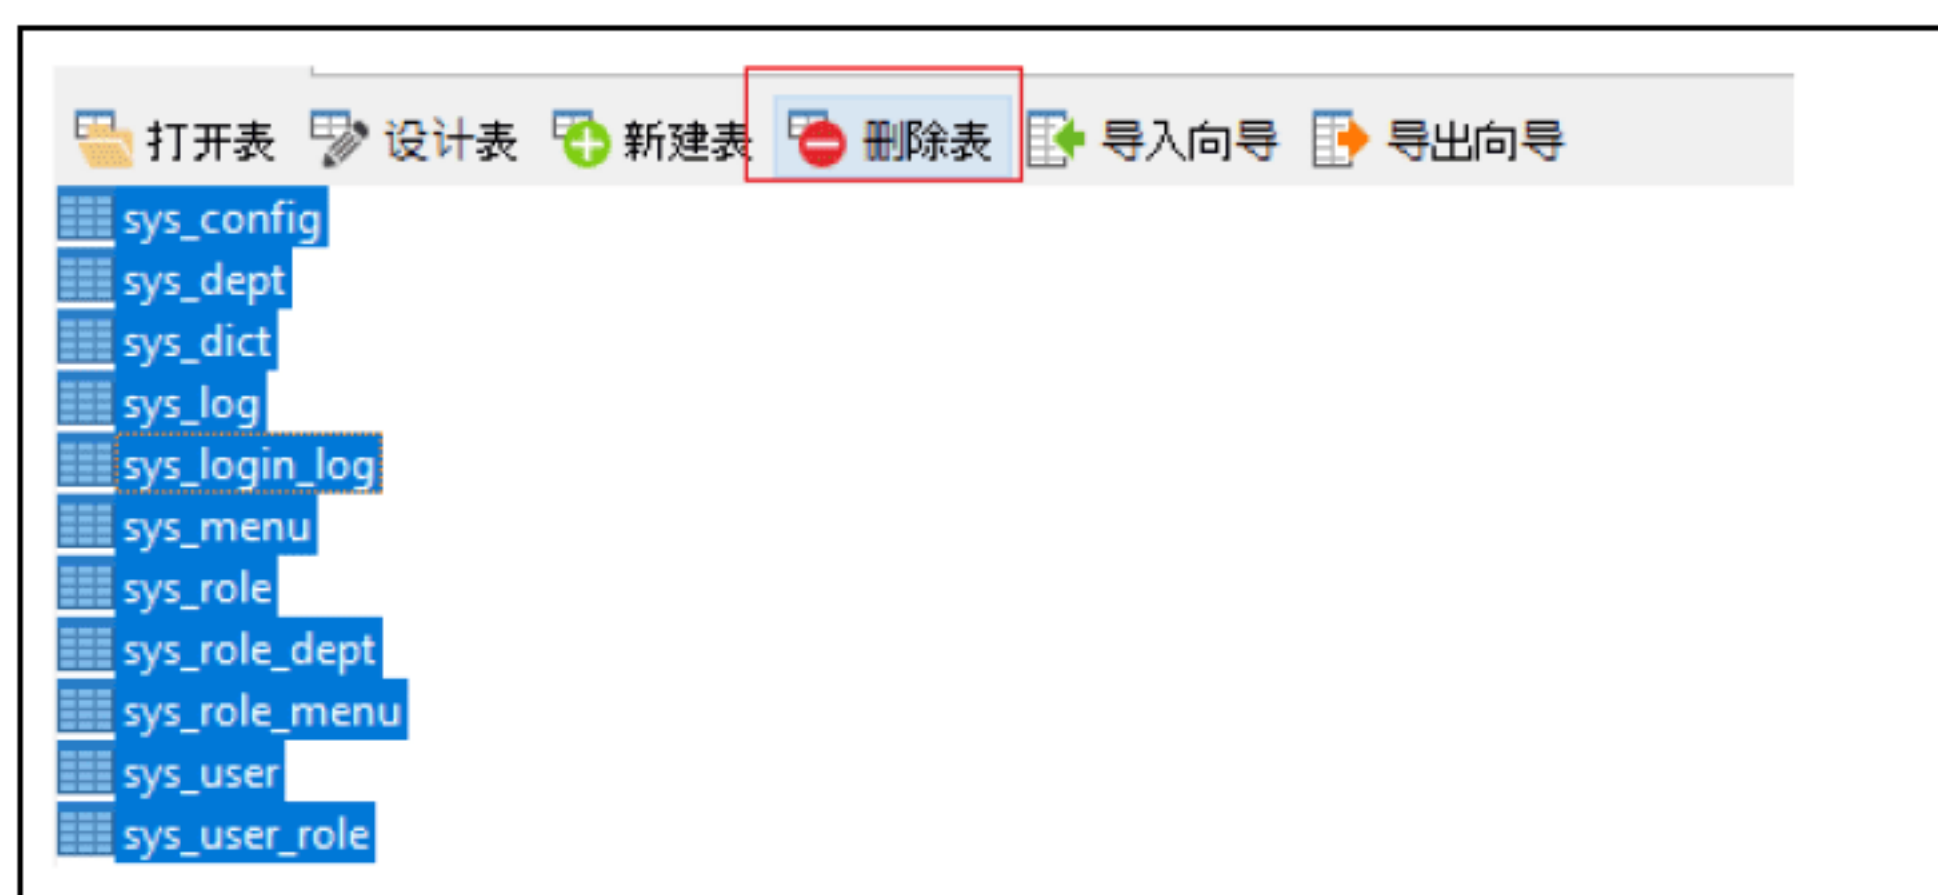 打开表 设计表 新建表 删除表 导入向导 导出向导
sys_config
sys_dept
sys_dict
sys_log
sys_login_log
sys_menu
sys_role
sys_role_dept
sys_role_menu
sys_user
sys_user_role